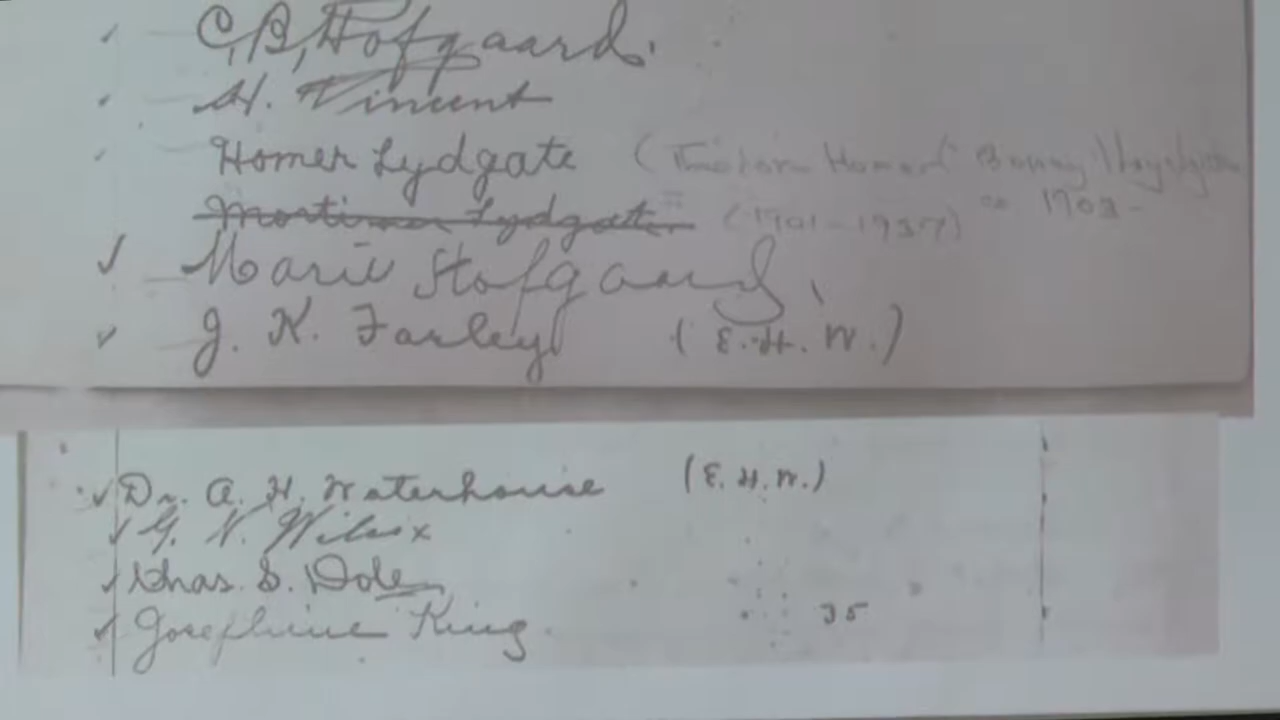 C,B, Hofgaard.
H. Vincent
Homer Lydgate
Mortimer Lydgate (1901-1937) 1902-
Marie Hofgaard,
J. K. Farley (E.H.W.)
Dr. A. H. Waterhouse (E.H.W.)
G. N. Wilcox
Chas. S. Dole
Josephine King 35